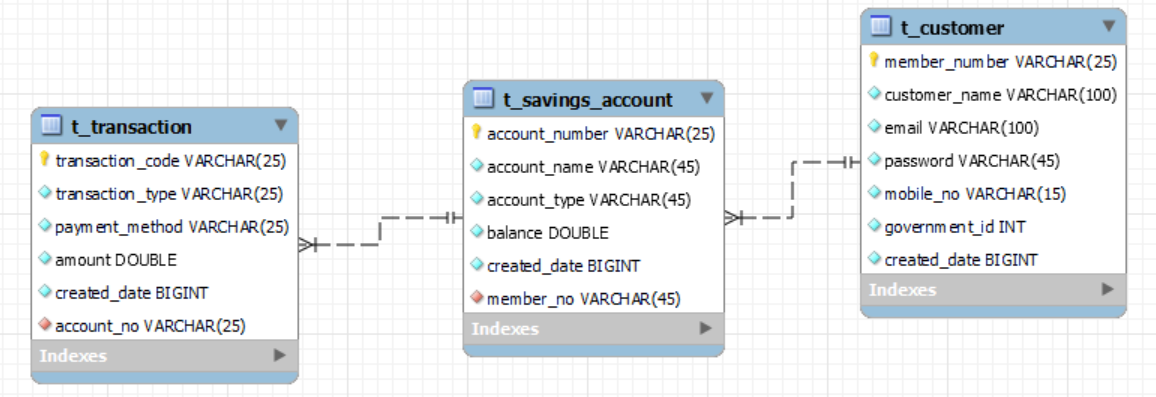 t_transaction
transaction_code VARCHAR(25)
transaction_type VARCHAR(25)
payment_method VARCHAR(25)
amount DOUBLE
created_date BIGINT
account_no VARCHAR(25)
Indexes
t_savings_account
account_number VARCHAR(25)
account_name VARCHAR(45)
account_type VARCHAR(45)
balance DOUBLE
created_date BIGINT
member_no VARCHAR(45)
Indexes
t_customer
member_number VARCHAR(25)
customer_name VARCHAR(100)
email VARCHAR(100)
password VARCHAR(45)
mobile_no VARCHAR(15)
government_id INT
created_date BIGINT
Indexes